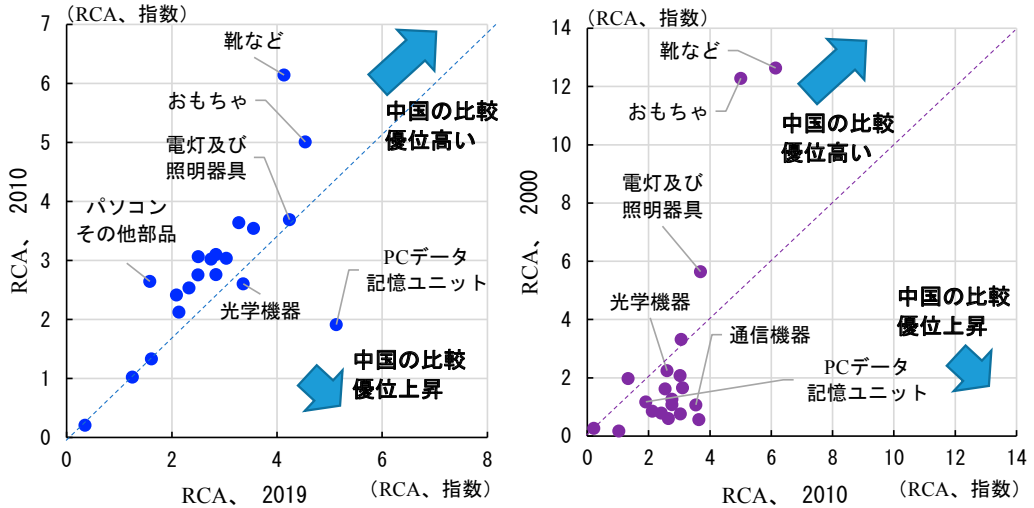 （RCA、指数）
7
6
5
4
3
2
1
0
RCA、 2010
靴など
おもちゃ
電灯及び
照明器具
パソコン
その他部品
PCデータ
記憶ユニット
光学機器
中国の比較
優位高い
中国の比較
優位上昇
0 2 4 6 8
RCA、 2019
（RCA、指数）
（RCA、指数）
14
12
10
8
6
4
2
0
RCA、 2000
靴など
おもちゃ
中国の比較
優位高い
電灯及び
照明器具
光学機器
通信機器
PCデータ
記憶ユニット
中国の比較
優位上昇
0 2 4 6 8 10 12 14
RCA、 2010
（RCA、指数）